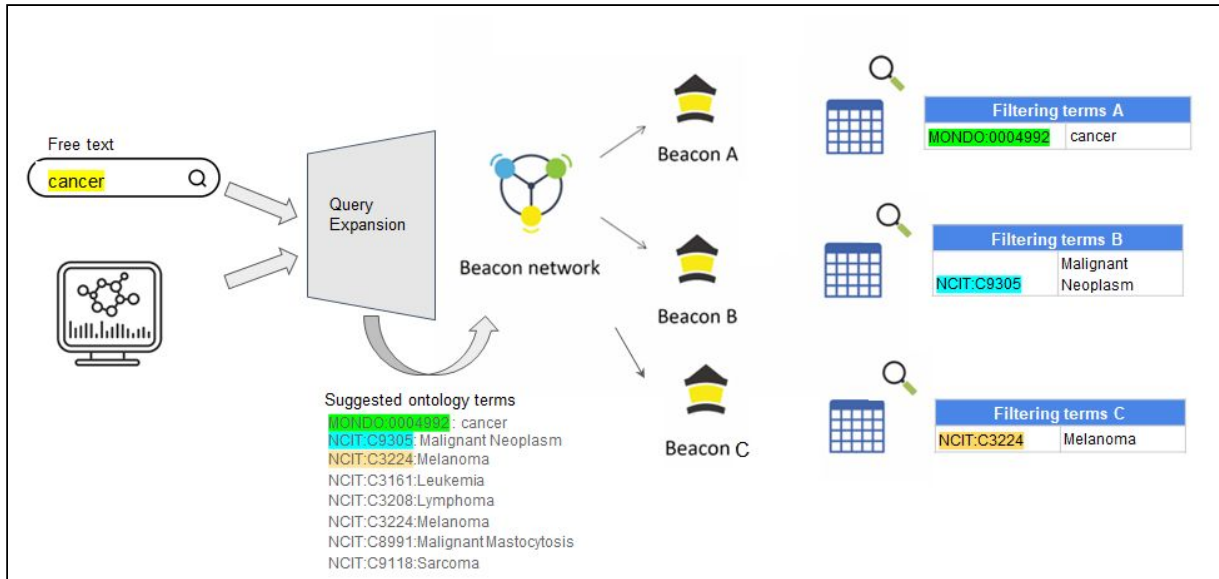 Free text
cancer
Query
Expansion
Beacon network
Suggested ontology terms
MONDO:0004992: cancer
NCIT:C9305:Malignant Neoplasm
NCIT:C3224:Melanoma
NCIT:C3161:Leukemia
NCIT:C3208:Lymphoma
NCIT:C3224:Melanoma
NCIT:C8991:Malignant Mastocytosis
NCIT:C9118:Sarcoma
Beacon A
Filtering terms A
MONDO:0004992 cancer
Beacon B
Filtering terms B
NCIT:C9305 Malignant
Neoplasm
Beacon C
Filtering terms C
NCIT:C3224 Melanoma